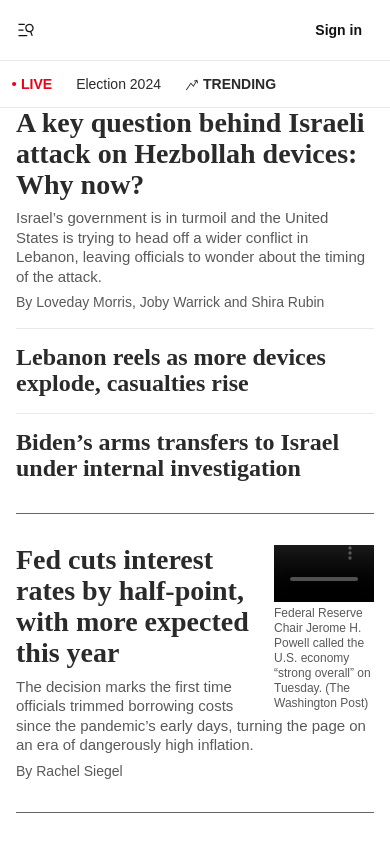 Sign in
LIVE
Election 2024
TRENDING
A key question behind Israeli
attack on Hezbollah devices:
Why now?
Israel’s government is in turmoil and the United
States is trying to head off a wider conflict in
Lebanon, leaving officials to wonder about the timing
of the attack.
By Loveday Morris, Joby Warrick and Shira Rubin
Lebanon reels as more devices
explode, casualties rise
Biden’s arms transfers to Israel
under internal investigation
Fed cuts interest
rates by half-point,
with more expected
this year
The decision marks the first time
officials trimmed borrowing costs
since the pandemic’s early days, turning the page on
an era of dangerously high inflation.
By Rachel Siegel
Federal Reserve
Chair Jerome H.
Powell called the
U.S. economy
“strong overall” on
Tuesday. (The
Washington Post)